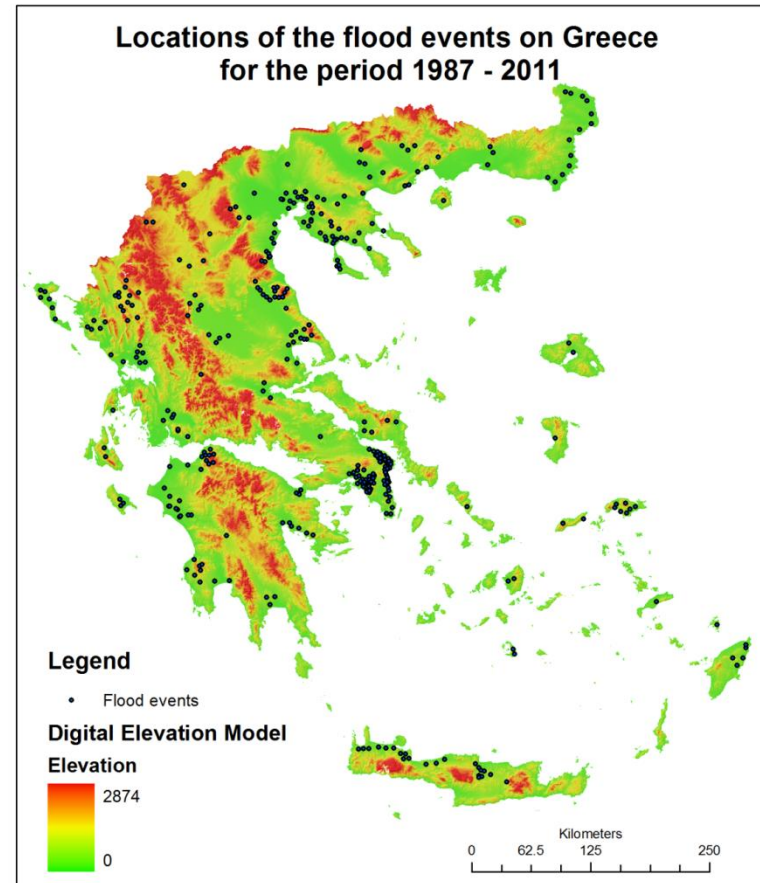 Locations of the flood events on Greece
for the period 1987 - 2011
Legend
Flood events
Digital Elevation Model
Elevation
2874
0
Kilometers
0 62.5 125 250